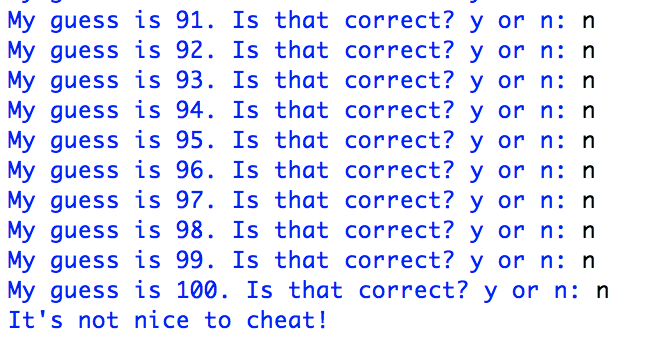 My guess is 91. Is that correct? y or n: n
My guess is 92. Is that correct? y or n: n
My guess is 93. Is that correct? y or n: n
My guess is 94. Is that correct? y or n: n
My guess is 95. Is that correct? y or n: n
My guess is 96. Is that correct? y or n: n
My guess is 97. Is that correct? y or n: n
My guess is 98. Is that correct? y or n: n
My guess is 99. Is that correct? y or n: n
My guess is 100. Is that correct? y or n: n
It's not nice to cheat!